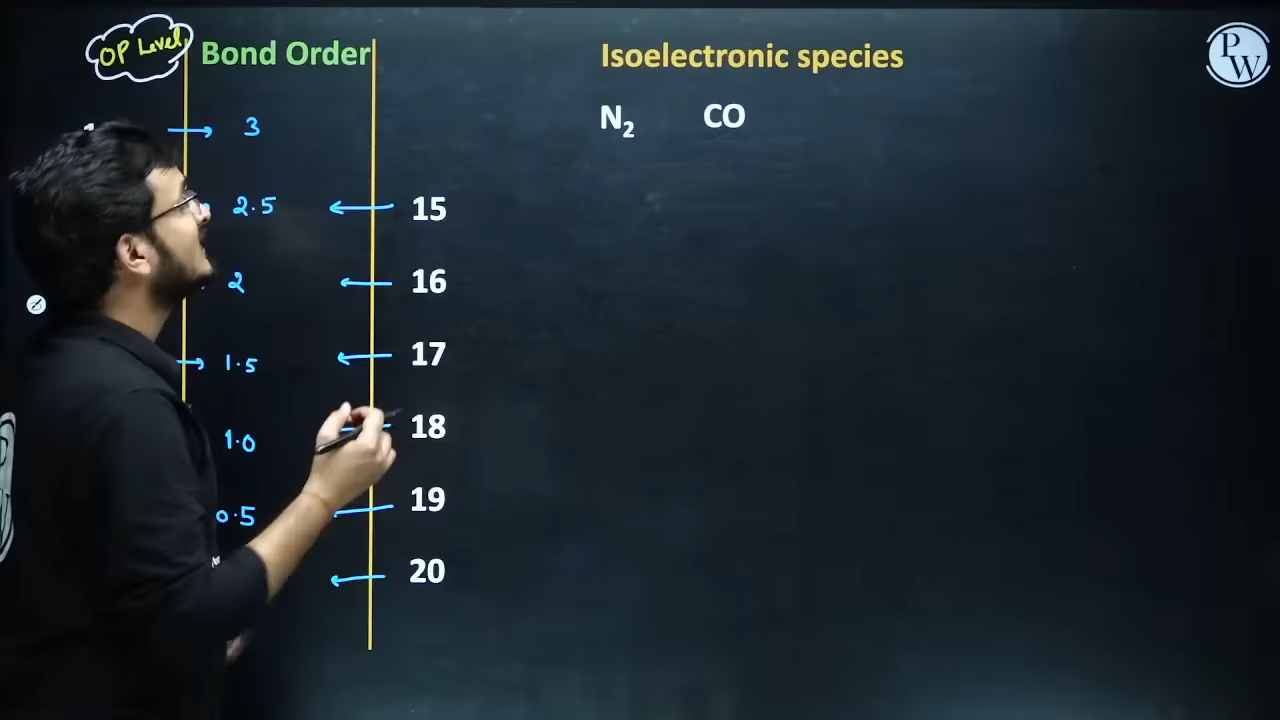 OP Level
Bond Order
Isoelectronic species
3
N₂ CO
2.5 15
2 16
1.5 17
1.0 18
0.5 19
20
PW